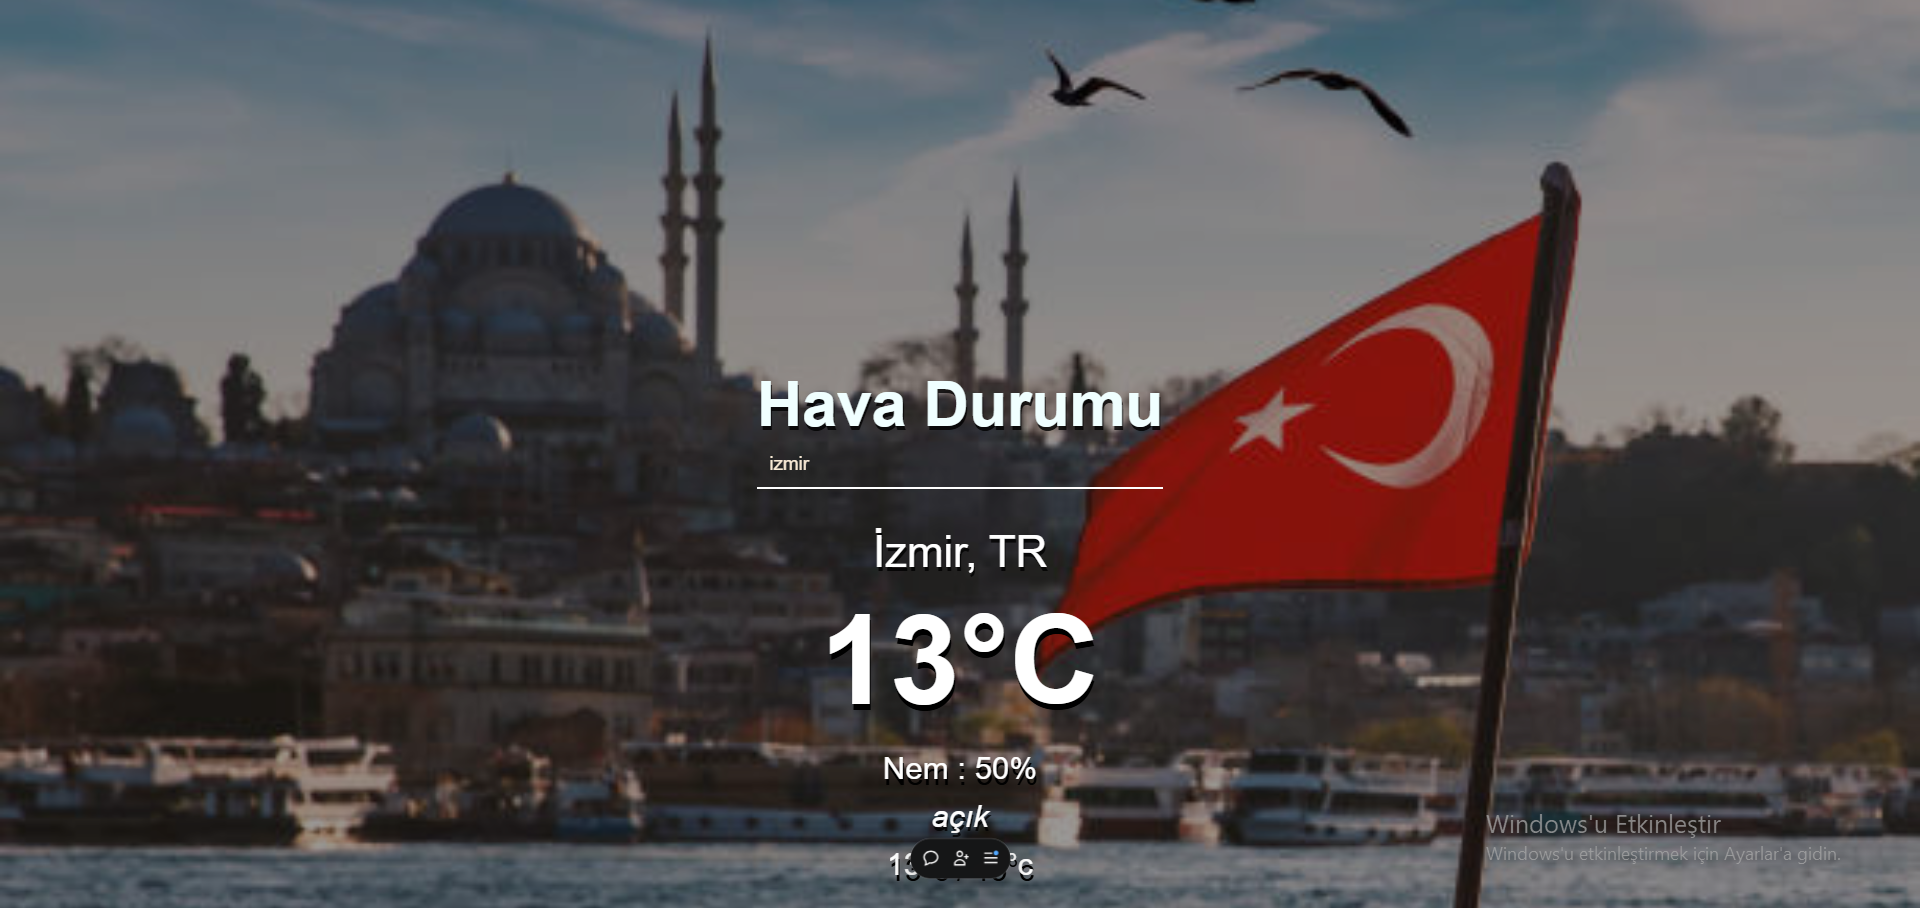 Hava Durumu
izmir
İzmir, TR
13°C
Nem : 50%
açık
Windows'u Etkinleştir
Windows'u etkinleştirmek için Ayarlar'a gidin.